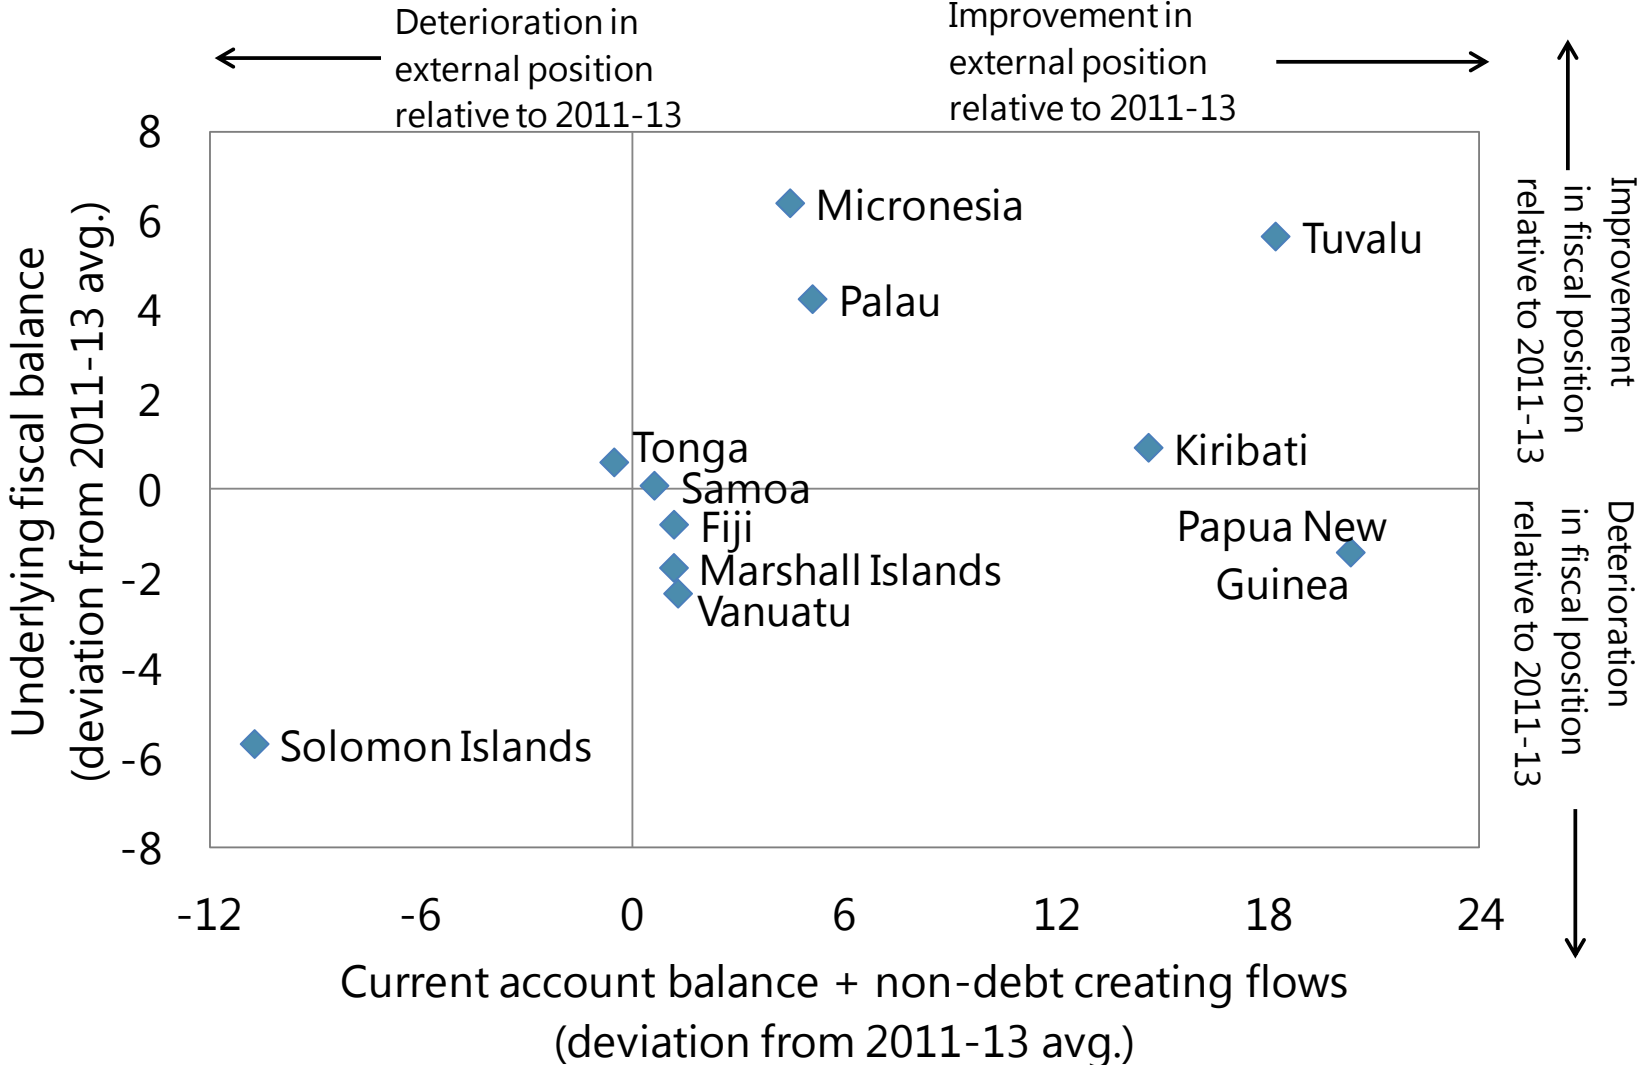 Deterioration in
external position
relative to 2011-13
Improvement in
external position
relative to 2011-13
8
6
4
2
0
-2
-4
-6
-8
Underlying fiscal balance
(deviation from 2011-13 avg.)
Micronesia
Tuvalu
Palau
Tonga
Kiribati
Samoa
Fiji
Papua New
Guinea
Marshall Islands
Vanuatu
Solomon Islands
Improvement
in fiscal position
relative to 2011-13
Deterioration
in fiscal position
relative to 2011-13
-12
-6
0
6
12
18
24
Current account balance + non-debt creating flows
(deviation from 2011-13 avg.)